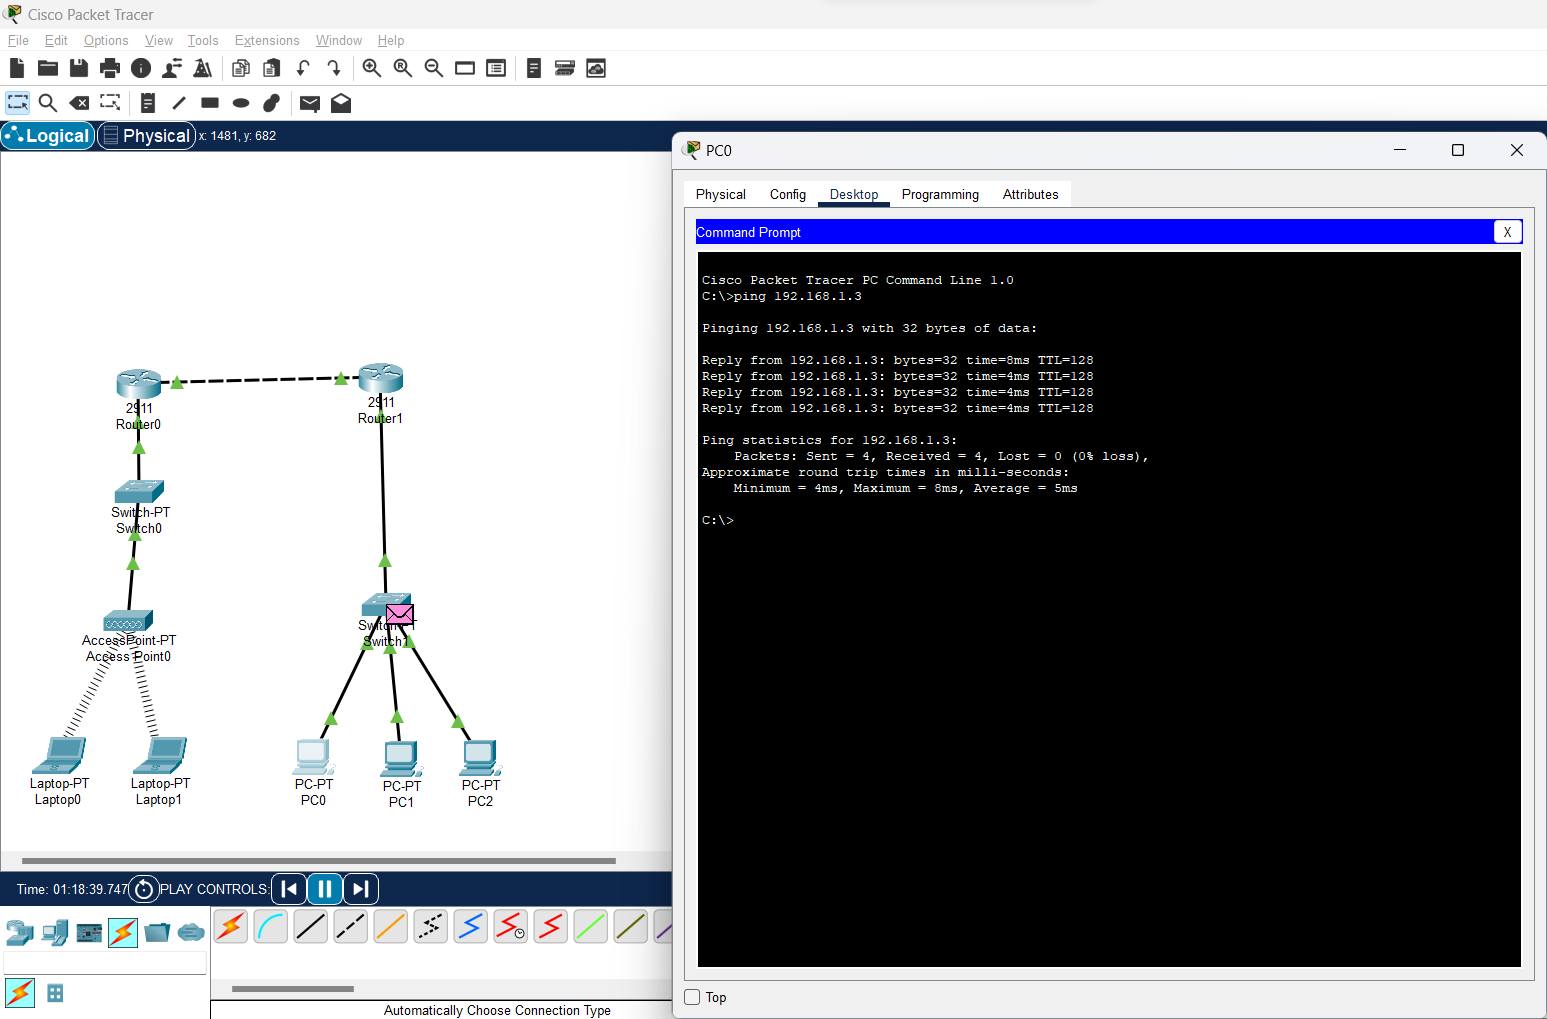 Cisco Packet Tracer
File Edit Options View Tools Extensions Window Help
Logical Physical x: 1481, y: 682
2911
Router0
2911
Router1
Switch-PT
Switch0
AccessPoint-PT
Access Point0
Switch-PT
Switch1
Laptop-PT
Laptop0
Laptop-PT
Laptop1
PC-PT
PC0
PC-PT
PC1
PC-PT
PC2
Time: 01:18:39.747 PLAY CONTROLS:
Automatically Choose Connection Type
PC0
Physical Config Desktop Programming Attributes
Command Prompt X
Cisco Packet Tracer PC Command Line 1.0
C:\>ping 192.168.1.3
Pinging 192.168.1.3 with 32 bytes of data:
Reply from 192.168.1.3: bytes=32 time=8ms TTL=128
Reply from 192.168.1.3: bytes=32 time=4ms TTL=128
Reply from 192.168.1.3: bytes=32 time=4ms TTL=128
Reply from 192.168.1.3: bytes=32 time=4ms TTL=128
Ping statistics for 192.168.1.3:
Packets: Sent = 4, Received = 4, Lost = 0 (0% loss),
Approximate round trip times in milli-seconds:
Minimum = 4ms, Maximum = 8ms, Average = 5ms
C:\>
Top